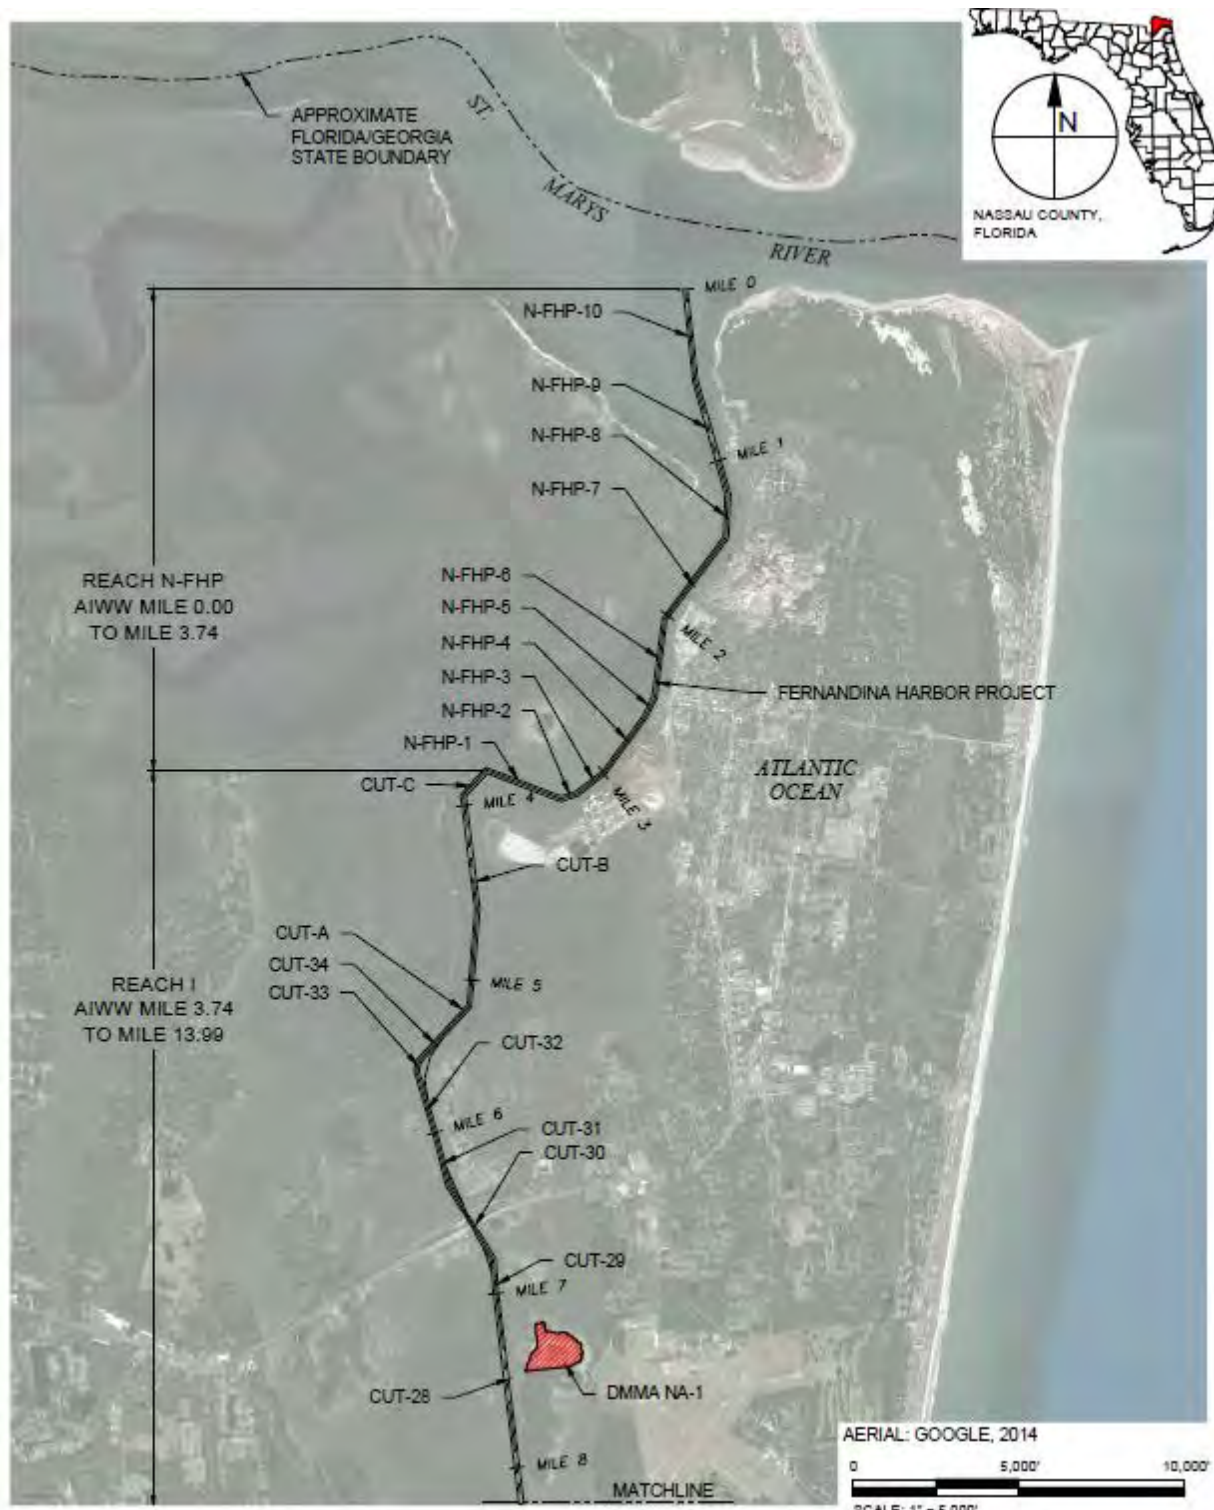 APPROXIMATE
FLORIDA/GEORGIA
STATE BOUNDARY
ST.
MARYS
RIVER
N
NASSAU COUNTY,
FLORIDA
MILE 0
N-FHP-10
N-FHP-9
N-FHP-8
MILE 1
N-FHP-7
REACH N-FHP
AIWW MILE 0.00
TO MILE 3.74
N-FHP-6
N-FHP-5
N-FHP-4
N-FHP-3
N-FHP-2
N-FHP-1
MILE 2
FERNANDINA HARBOR PROJECT
ATLANTIC
OCEAN
CUT-C
MILE 4
MILE 3
CUT-B
CUT-A
CUT-34
CUT-33
MILE 5
REACH I
AIWW MILE 3.74
TO MILE 13.99
CUT-32
MILE 6
CUT-31
CUT-30
CUT-29
MILE 7
CUT-28
DMMA NA-1
MILE 8
MATCHLINE
AERIAL: GOOGLE, 2014
0 5,000' 10,000'
SCALE: 1" = 5,000'